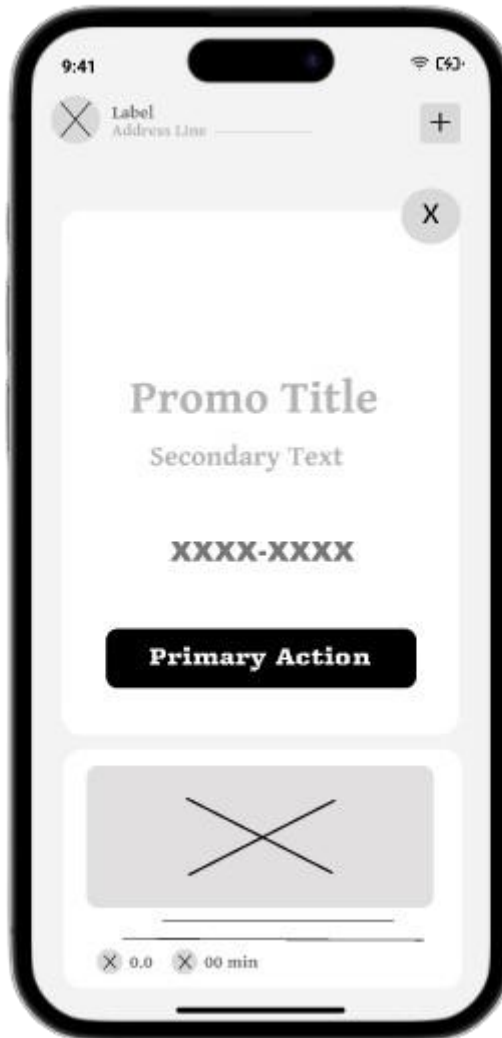 9:41
Label
Address Line
+
X
Promo Title
Secondary Text
XXXX-XXXX
Primary Action
0.0 00 min